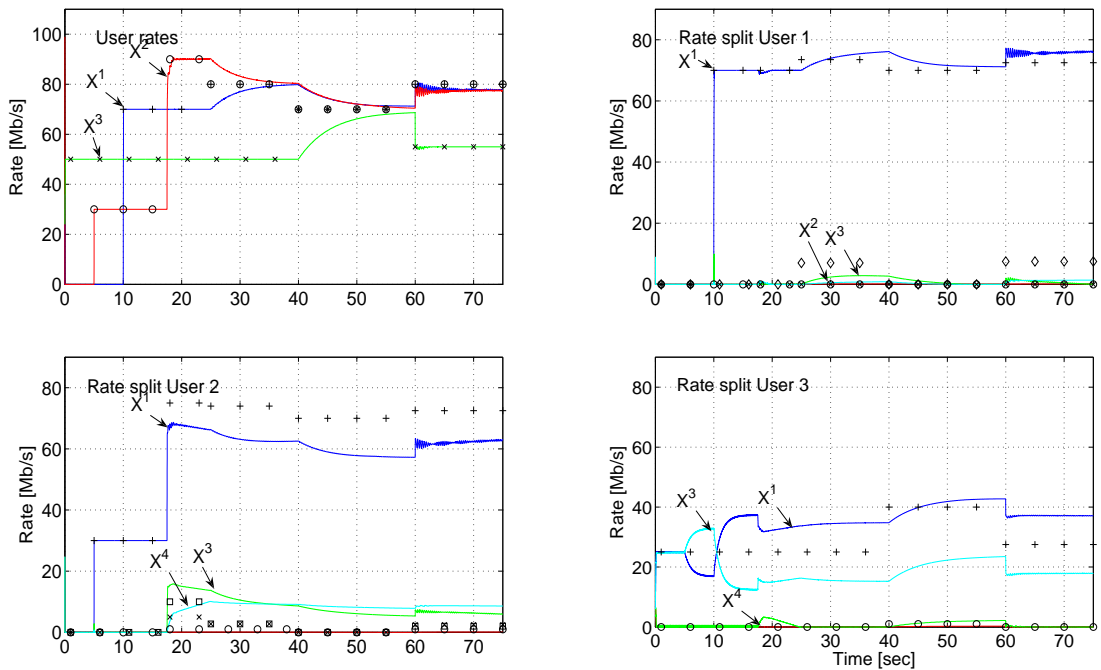 User rates
X²
X¹
X³
Rate [Mb/s]
100
80
60
40
20
0
0 10 20 30 40 50 60 70
Rate split User 1
X¹
X²
X³
Rate [Mb/s]
80
60
40
20
0
0 10 20 30 40 50 60 70
Rate split User 2
X¹
X⁴
X³
Rate [Mb/s]
80
60
40
20
0
0 10 20 30 40 50 60 70
Rate split User 3
X³
X¹
X⁴
Rate [Mb/s]
80
60
40
20
0
0 10 20 30 40 50 60 70
Time [sec]